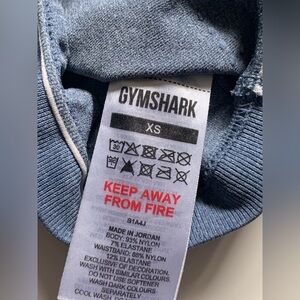 GYMSHARK
XS
KEEP AWAY
FROM FIRE
B1A4J
MADE IN JORDAN
BODY: 93% NYLON
7% ELASTANE
WAISTBAND: 88% NYLON
12% ELASTANE
EXCLUSIVE OF DECORATION
WASH WITH SIMILAR COLOURS
DO NOT USE SOFTENER
WASH DARK COLOURS
SEPARATELY
COOL WASH